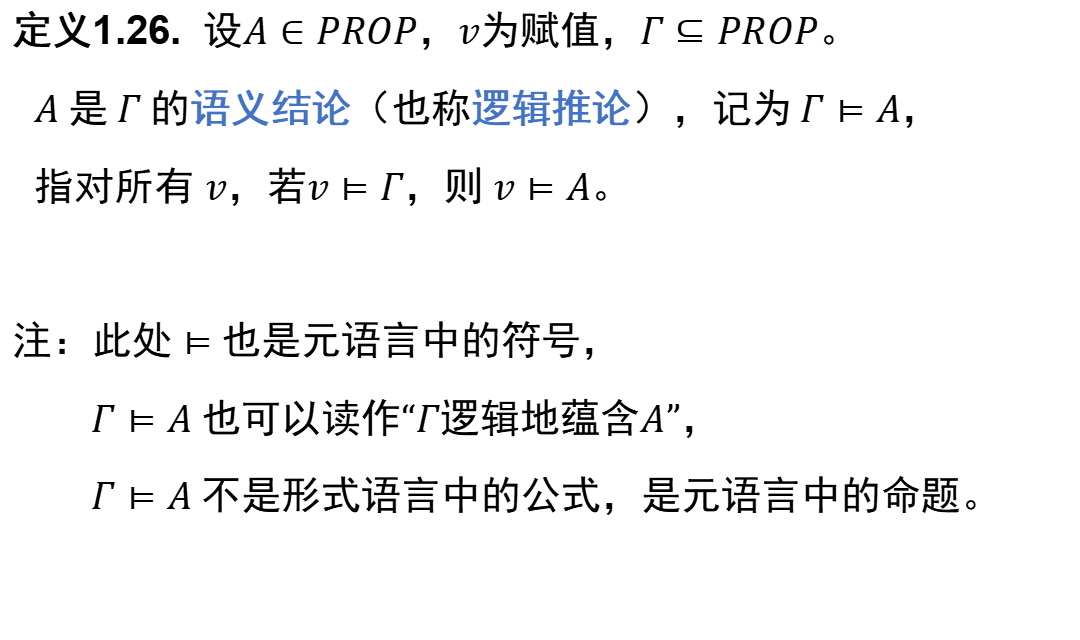 定义1.26. 设A ∈ PROP，v为赋值，Γ ⊆ PROP。
A 是 Γ 的语义结论（也称逻辑推论），记为 Γ ⊨ A，
指对所有 v，若v ⊨ Γ，则 v ⊨ A。
注：此处 ⊨ 也是元语言中的符号，
Γ ⊨ A 也可以读作“Γ逻辑地蕴含A”，
Γ ⊨ A 不是形式语言中的公式，是元语言中的命题。